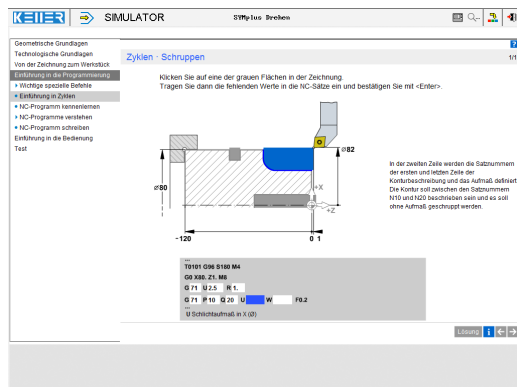 KELLER SIMULATOR SYMplus Drehen
Geometrische Grundlagen
Technologische Grundlagen
Von der Zeichnung zum Werkstück
Einführung in die Programmierung
Wichtige spezielle Befehle
Einführung in Zyklen
NC-Programm kennenlernen
NC-Programme verstehen
NC-Programm schreiben
Einführung in die Bedienung
Test
?
Zyklen - Schruppen 1/1
Klicken Sie auf eine der grauen Flächen in der Zeichnung.
Tragen Sie dann die fehlenden Werte in die NC-Sätze ein und bestätigen Sie mit <Enter>.
⌀82
⌀80
+X
+Z
-120 0 1
In der zweiten Zeile werden die Satznummern
der ersten und letzten Zeile der
Konturbeschreibung und das Aufmaß definiert.
Die Kontur soll zwischen den Satznummern
N10 und N20 beschrieben sein und es soll
ohne Aufmaß geschruppt werden.
...
T0101 G96 S180 M4
G0 X80. Z1. M8
G 71 U 2.5 R 1.
G 71 P 10 Q 20 U W F0.2
...
U Schlichtaufmaß in X (Ø)
Lösung i